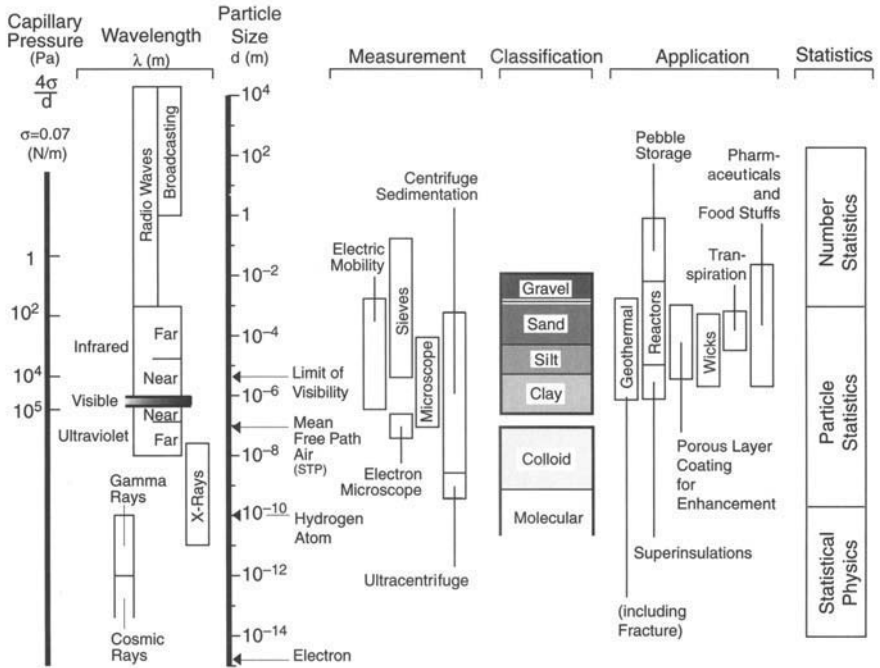 Capillary
Pressure
(Pa)
4σ
d
σ=0.07
(N/m)
1
10²
10⁴
10⁵
Wavelength
λ (m)
Radio Waves
Broadcasting
Infrared
Far
Near
Visible
Near
Ultraviolet
Far
X-Rays
Gamma
Rays
Cosmic
Rays
Particle
Size
d (m)
10⁴
10²
1
10⁻²
10⁻⁴
10⁻⁶
10⁻⁸
10⁻¹⁰
10⁻¹²
10⁻¹⁴
Limit of
Visibility
Mean
Free Path
Air
(STP)
Hydrogen
Atom
Electron
Measurement
Centrifuge
Sedimentation
Electric
Mobility
Sieves
Microscope
Electron
Microscope
Ultracentrifuge
Classification
Gravel
Sand
Silt
Clay
Colloid
Molecular
Application
Pebble
Storage
Pharm-
aceuticals
and
Food Stuffs
Tran-
spiration
Geothermal
Reactors
Wicks
Porous Layer
Coating
for
Enhancement
Superinsulations
(including
Fracture)
Statistics
Number
Statistics
Particle
Statistics
Statistical
Physics